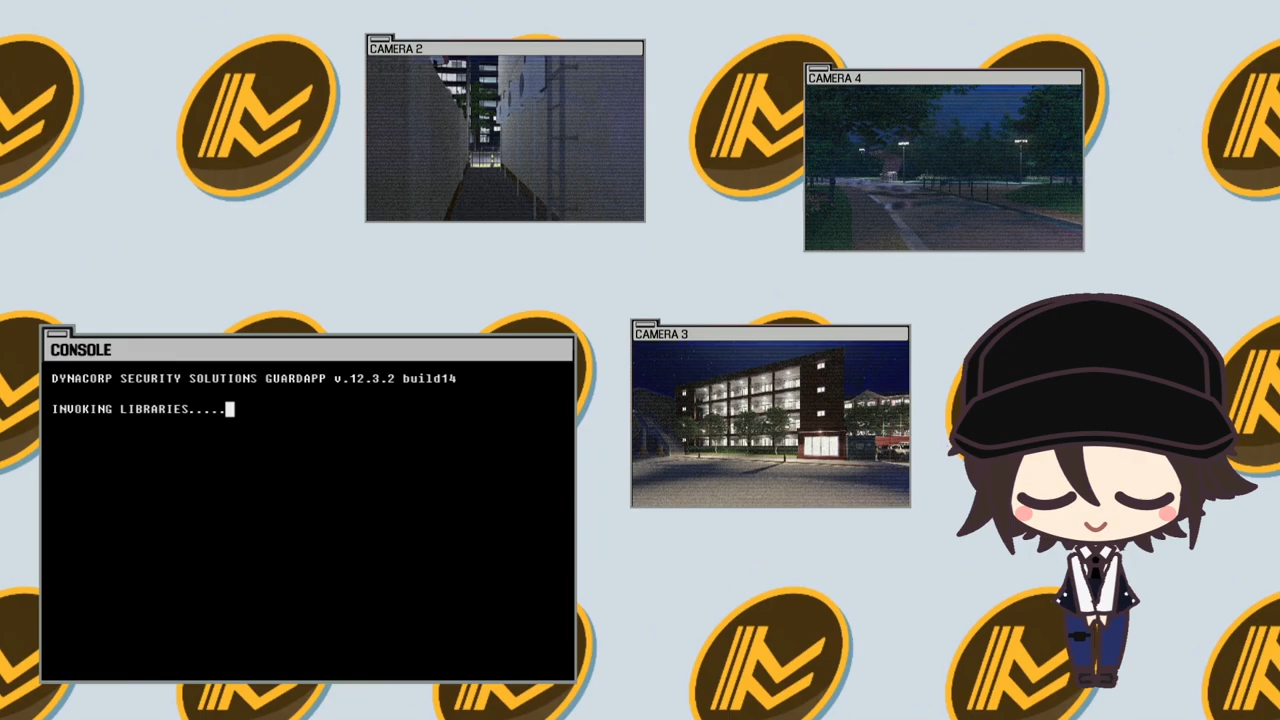 CAMERA 2
CAMERA 4
CAMERA 3
CONSOLE
DYNACORP SECURITY SOLUTIONS GUARDAPP v.12.3.2 build14
INVOKING LIBRARIES.....